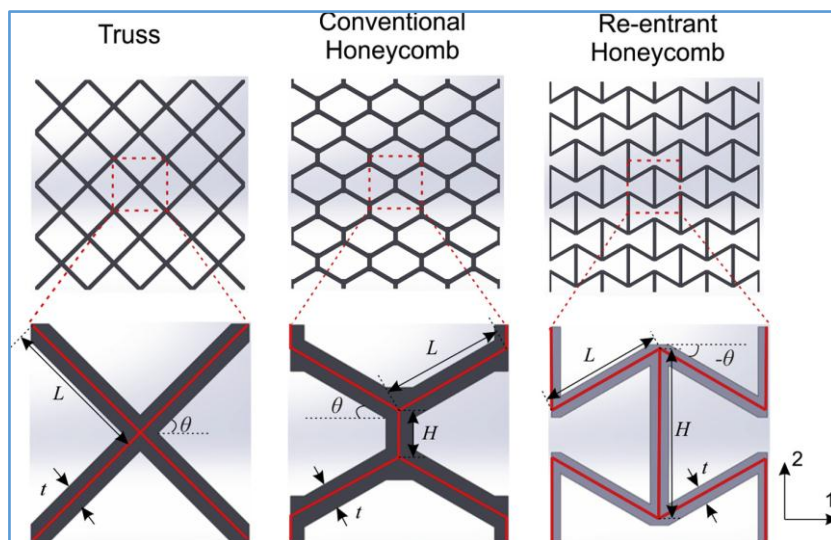 Truss
Conventional
Honeycomb
Re-entrant
Honeycomb
L
θ
t
L
θ
H
t
L
-θ
H
t
2
1